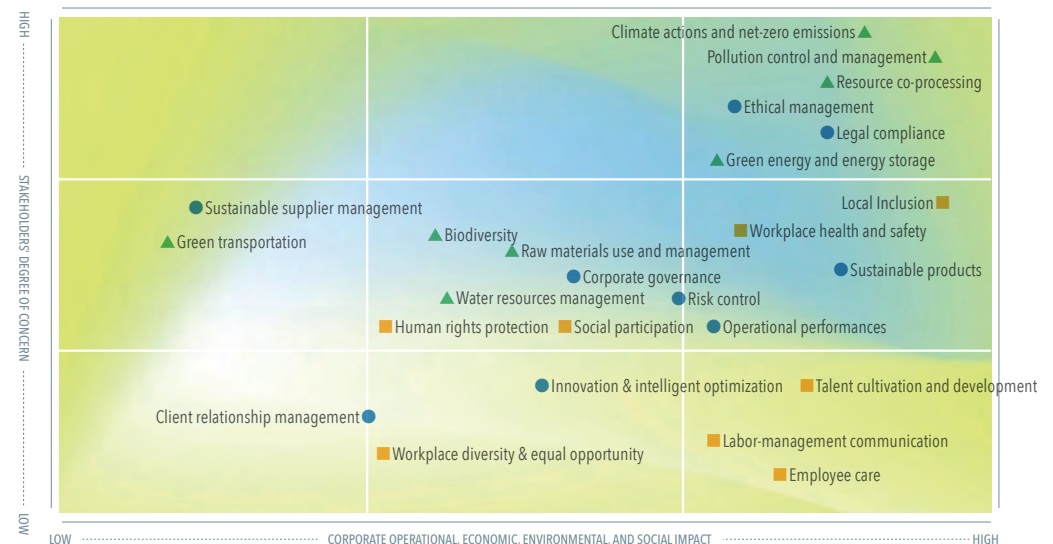 HIGH
STAKEHOLDERS' DEGREE OF CONCERN
LOW
Climate actions and net-zero emissions
Pollution control and management
Resource co-processing
Ethical management
Legal compliance
Green energy and energy storage
Local Inclusion
Sustainable supplier management
Workplace health and safety
Green transportation
Biodiversity
Raw materials use and management
Sustainable products
Corporate governance
Water resources management
Risk control
Human rights protection
Social participation
Operational performances
Innovation & intelligent optimization
Talent cultivation and development
Client relationship management
Labor-management communication
Workplace diversity & equal opportunity
Employee care
LOW
CORPORATE OPERATIONAL, ECONOMIC, ENVIRONMENTAL, AND SOCIAL IMPACT
HIGH